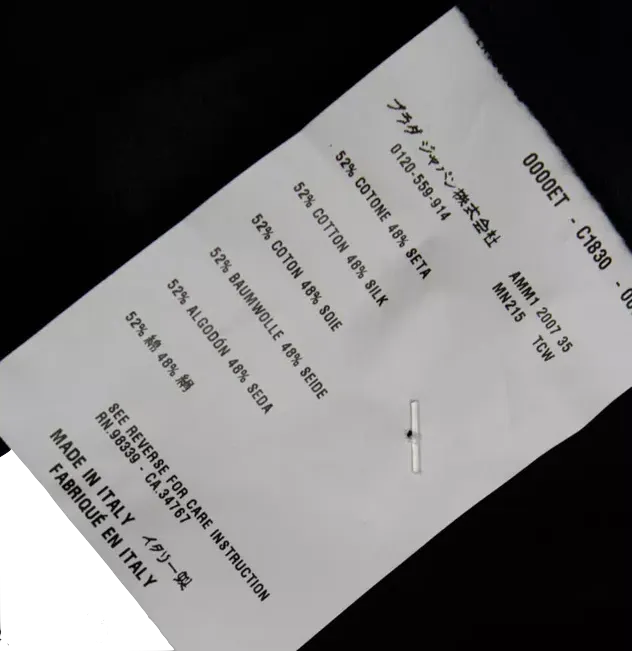 0000ET - C1830 - 00
AMM1 2007 35
MN215 TCW
プラダ ジャパン株式会社
0120-559-914
52% COTONE 48% SETA
52% COTTON 48% SILK
52% COTON 48% SOIE
52% BAUMWOLLE 48% SEIDE
52% ALGODÓN 48% SEDA
52% 綿 48% 絹
SEE REVERSE FOR CARE INSTRUCTION
RN.98339 - CA.34767
MADE IN ITALY イタリー製
FABRIQUÉ EN ITALY